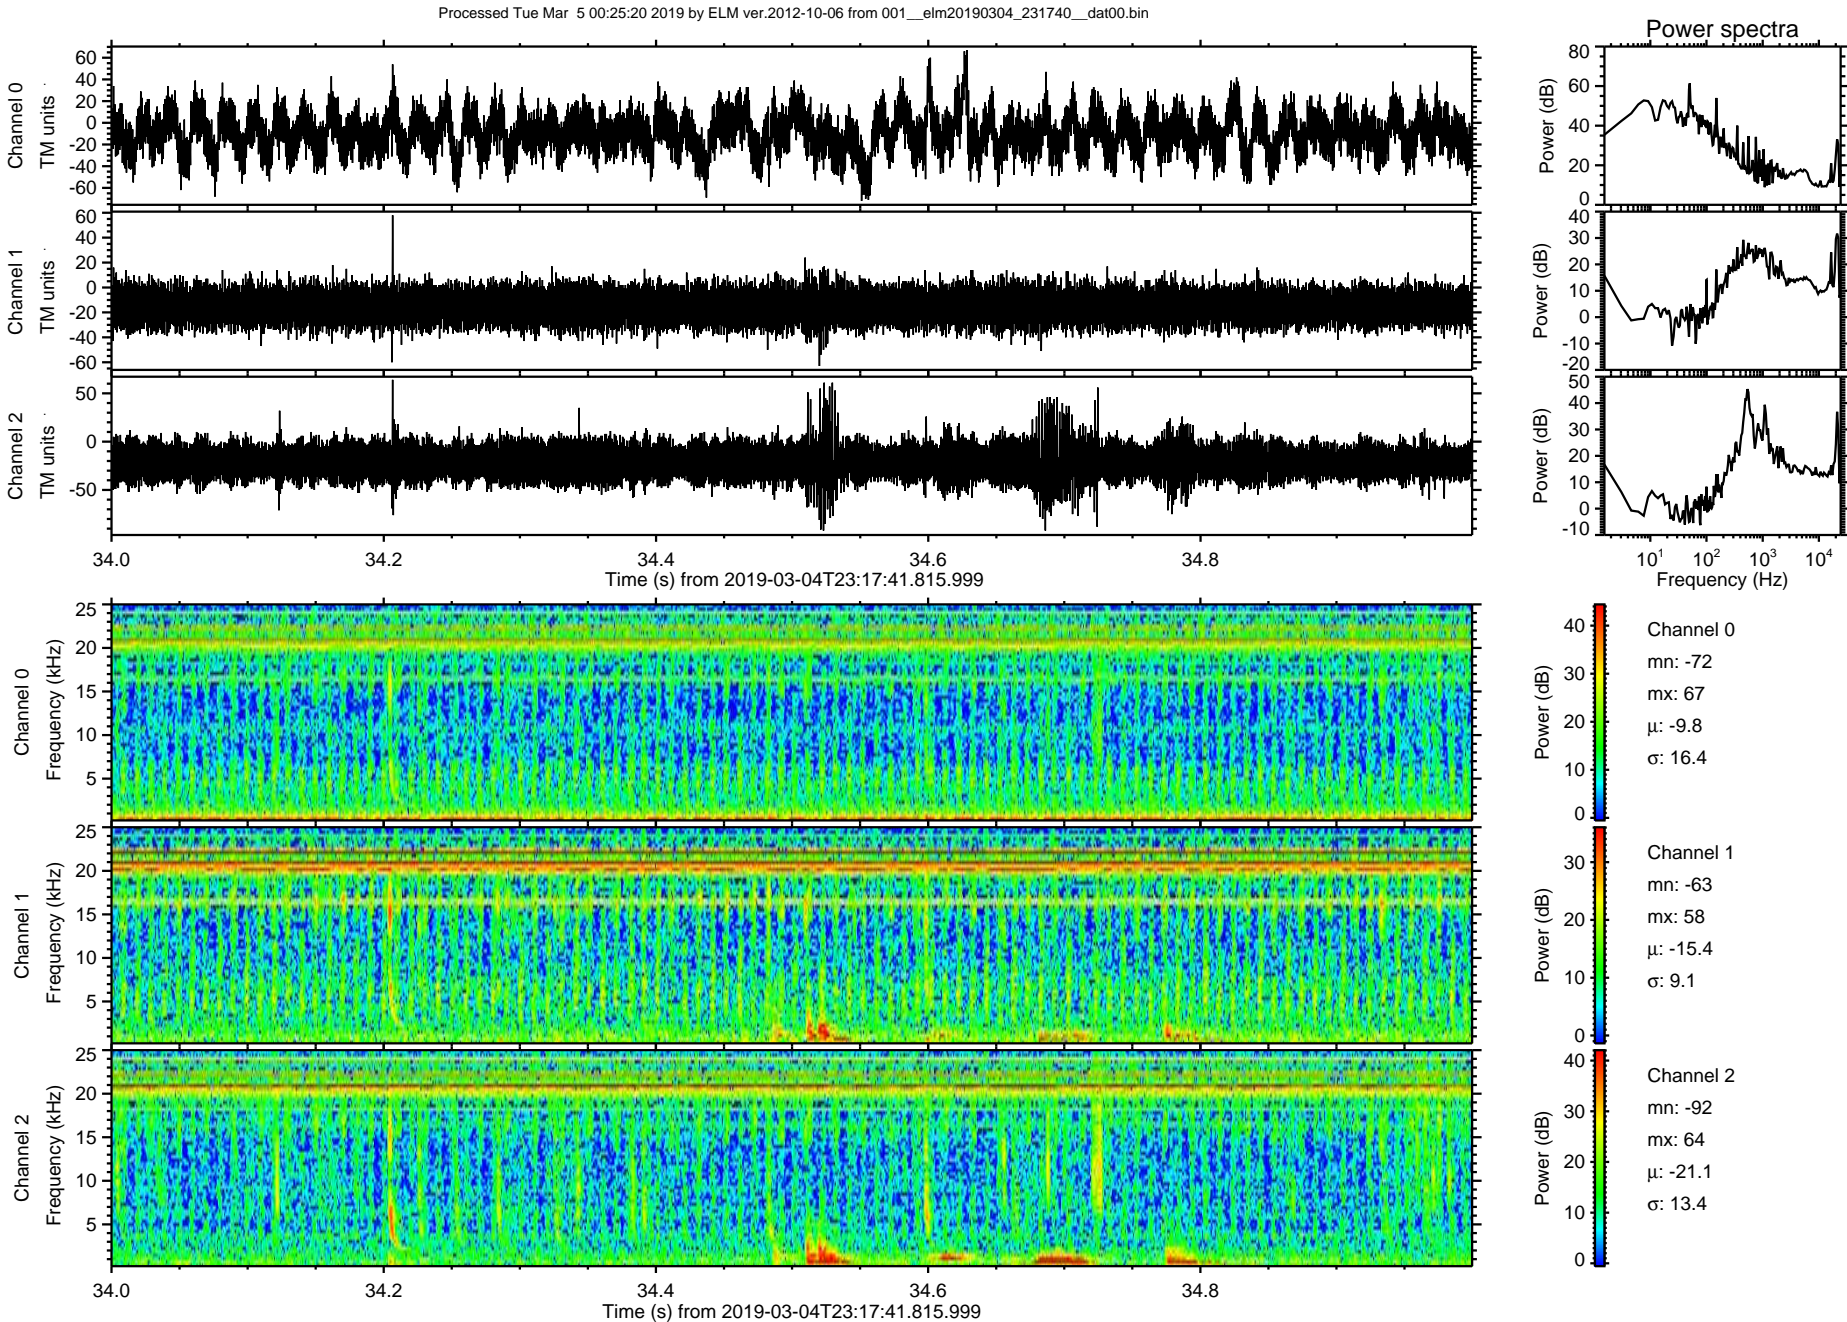 Processed Tue Mar  5 00:25:20 2019 by ELM ver.2012-10-06 from 001__elm20190304_231740__dat00.bin
Power spectra
Channel 0
TM units
60
40
20
0
-20
-40
-60
Power (dB)
80
60
40
20
0
Channel 1
TM units
60
40
20
0
-20
-40
-60
Power (dB)
40
30
20
10
0
-10
-20
Channel 2
TM units
50
0
-50
Power (dB)
50
40
30
20
10
0
-10
34.0 34.2 34.4 34.6 34.8
Time (s) from 2019-03-04T23:17:41.815.999
10^1 10^2 10^3 10^4
Frequency (Hz)
Channel 0
Frequency (kHz)
25
20
15
10
5
Power (dB)
40
30
20
10
0
Channel 0
mn: -72
mx: 67
μ: -9.8
σ: 16.4
Channel 1
Frequency (kHz)
25
20
15
10
5
Power (dB)
30
20
10
0
Channel 1
mn: -63
mx: 58
μ: -15.4
σ: 9.1
Channel 2
Frequency (kHz)
25
20
15
10
5
Power (dB)
40
30
20
10
0
Channel 2
mn: -92
mx: 64
μ: -21.1
σ: 13.4
34.0 34.2 34.4 34.6 34.8
Time (s) from 2019-03-04T23:17:41.815.999